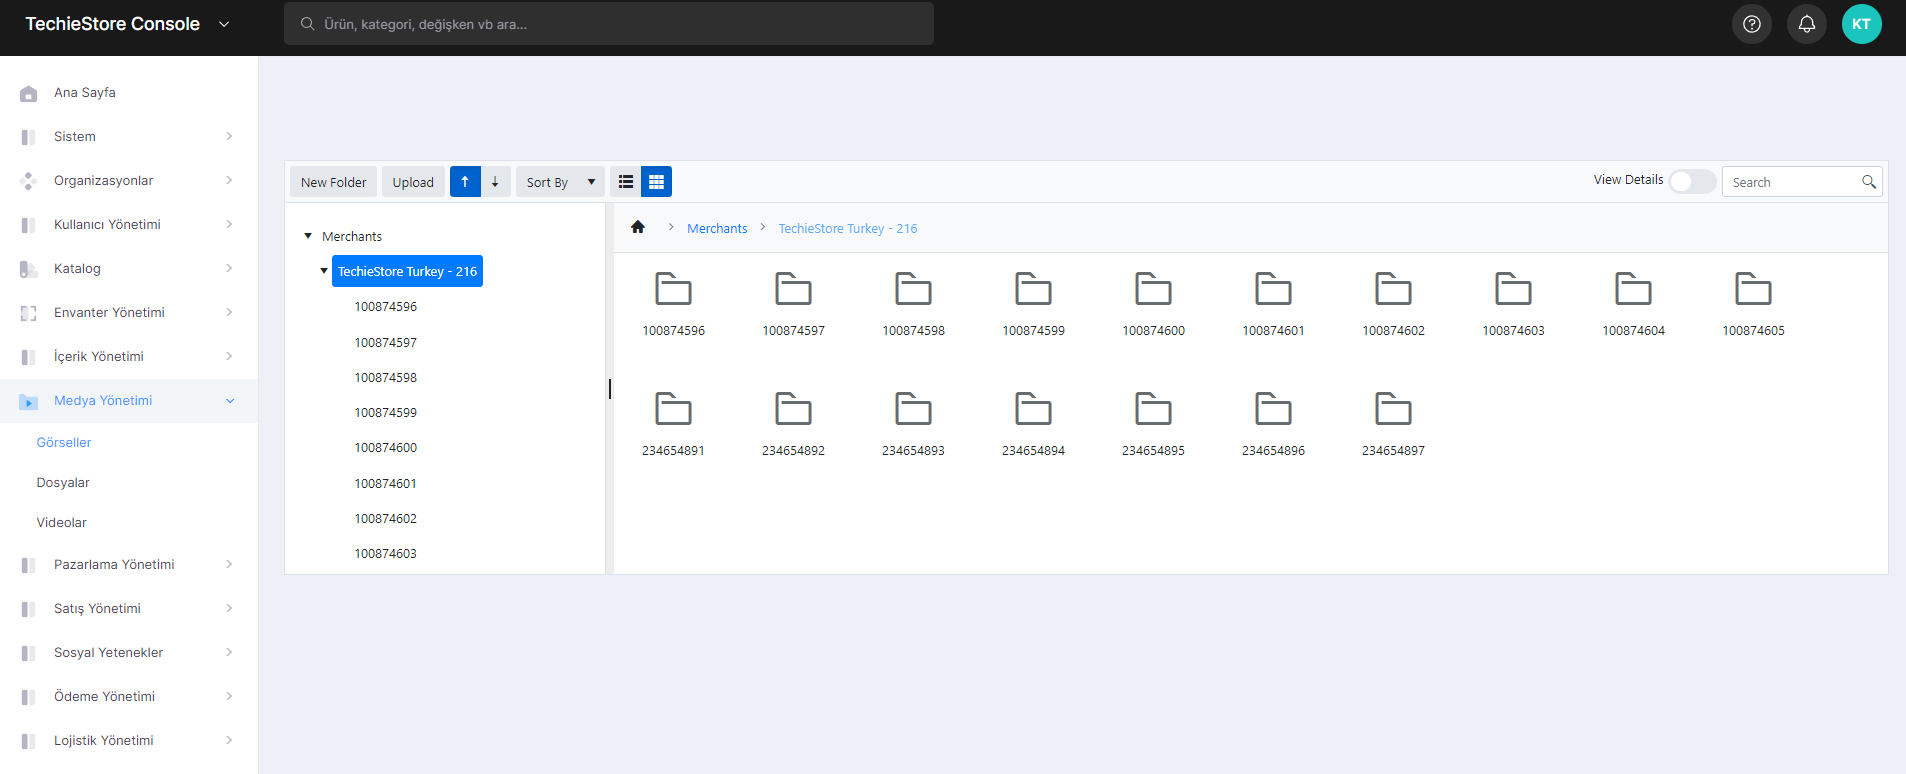 TechieStore Console
Ürün, kategori, değişken vb ara...
KT
Ana Sayfa
Sistem
Organizasyonlar
Kullanıcı Yönetimi
Katalog
Envanter Yönetimi
İçerik Yönetimi
Medya Yönetimi
Görseller
Dosyalar
Videolar
Pazarlama Yönetimi
Satış Yönetimi
Sosyal Yetenekler
Ödeme Yönetimi
Lojistik Yönetimi
New Folder
Upload
Sort By
View Details
Search
Merchants
TechieStore Turkey - 216
100874596
100874597
100874598
100874599
100874600
100874601
100874602
100874603
Merchants
TechieStore Turkey - 216
100874596 100874597 100874598 100874599 100874600 100874601 100874602 100874603 100874604 100874605
234654891 234654892 234654893 234654894 234654895 234654896 234654897